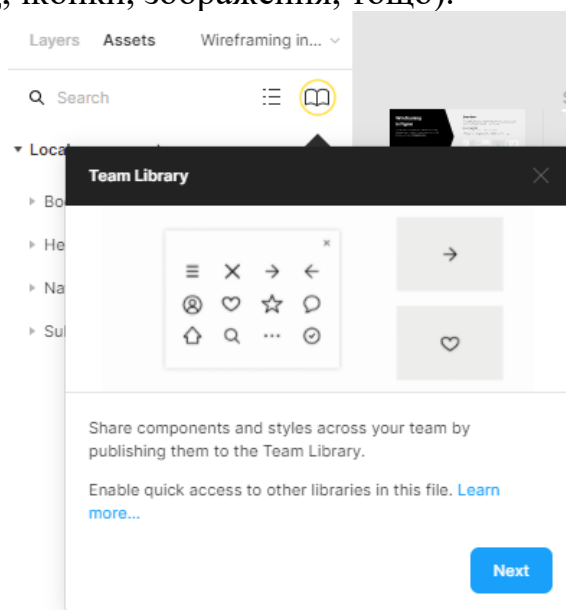 іконки, зображення, тощо).
Layers Assets Wireframing in...
Search
Team Library
Share components and styles across your team by
publishing them to the Team Library.
Enable quick access to other libraries in this file. Learn
more...
Next